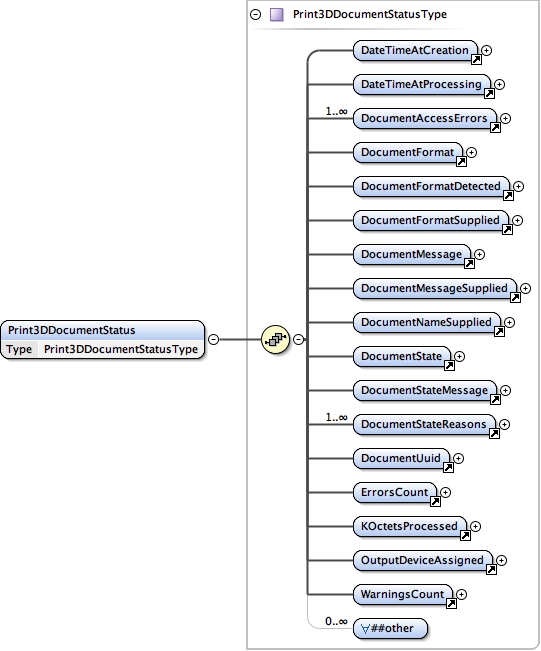 Print3DDocumentStatusType
DateTimeAtCreation
DateTimeAtProcessing
1..∞
DocumentAccessErrors
DocumentFormat
DocumentFormatDetected
DocumentFormatSupplied
DocumentMessage
DocumentMessageSupplied
DocumentNameSupplied
Print3DDocumentStatus
Type Print3DDocumentStatusType
DocumentState
DocumentStateMessage
1..∞
DocumentStateReasons
DocumentUuid
ErrorsCount
KOctetsProcessed
OutputDeviceAssigned
WarningsCount
0..∞
∀##other